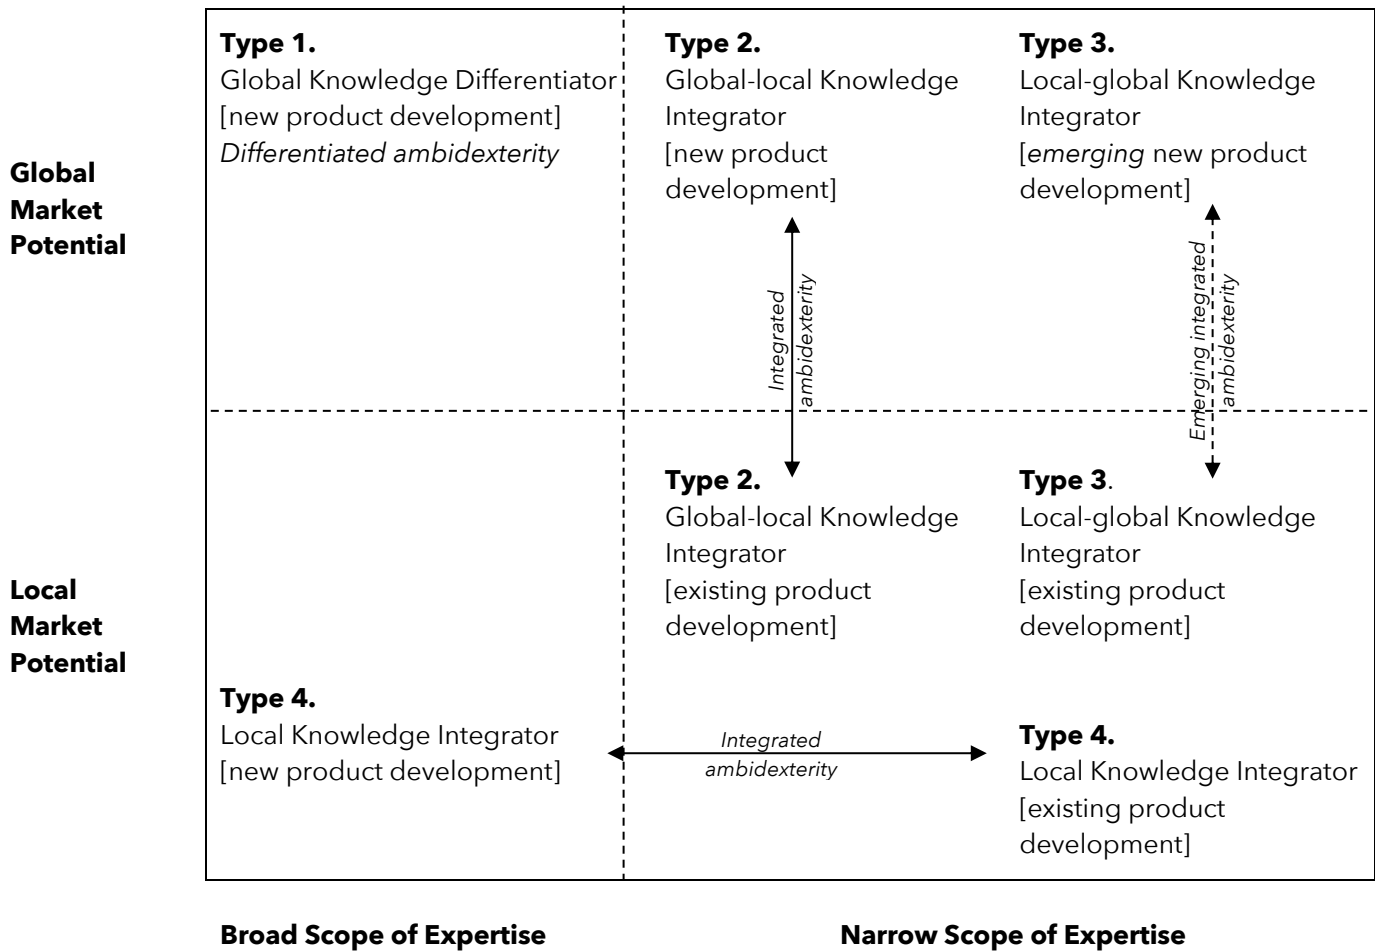 Type 1.
Global Knowledge Differentiator
[new product development]
Differentiated ambidexterity
Type 2.
Global-local Knowledge
Integrator
[new product
development]
Type 3.
Local-global Knowledge
Integrator
[emerging new product
development]
Global
Market
Potential
Integrated
ambidexterity
Emerging integrated
ambidexterity
Type 2.
Global-local Knowledge
Integrator
[existing product
development]
Type 3.
Local-global Knowledge
Integrator
[existing product
development]
Local
Market
Potential
Type 4.
Local Knowledge Integrator
[new product development]
Integrated
ambidexterity
Type 4.
Local Knowledge Integrator
[existing product
development]
Broad Scope of Expertise
Narrow Scope of Expertise